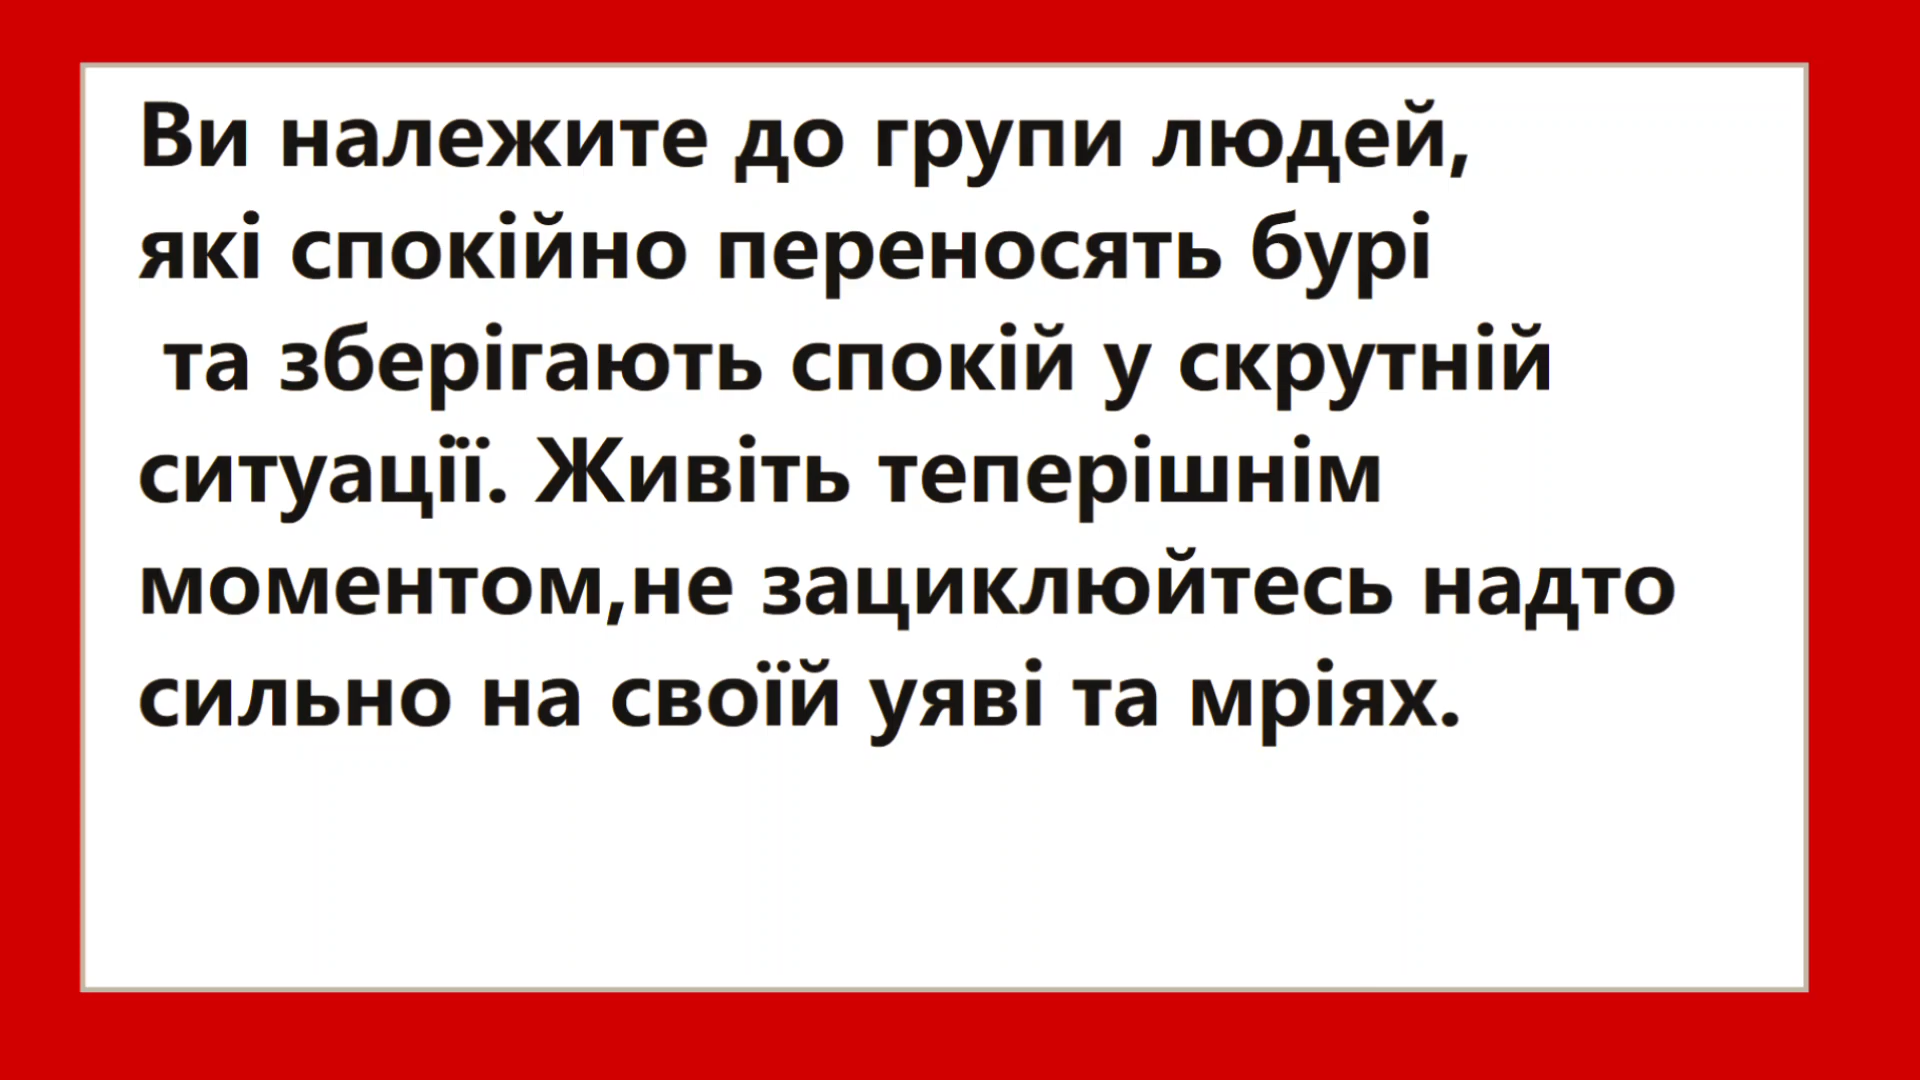 Ви належите до групи людей,
які спокійно переносять бурі
та зберігають спокій у скрутній
ситуації. Живіть теперішнім
моментом,не зациклюйтесь надто
сильно на своїй уяві та мріях.